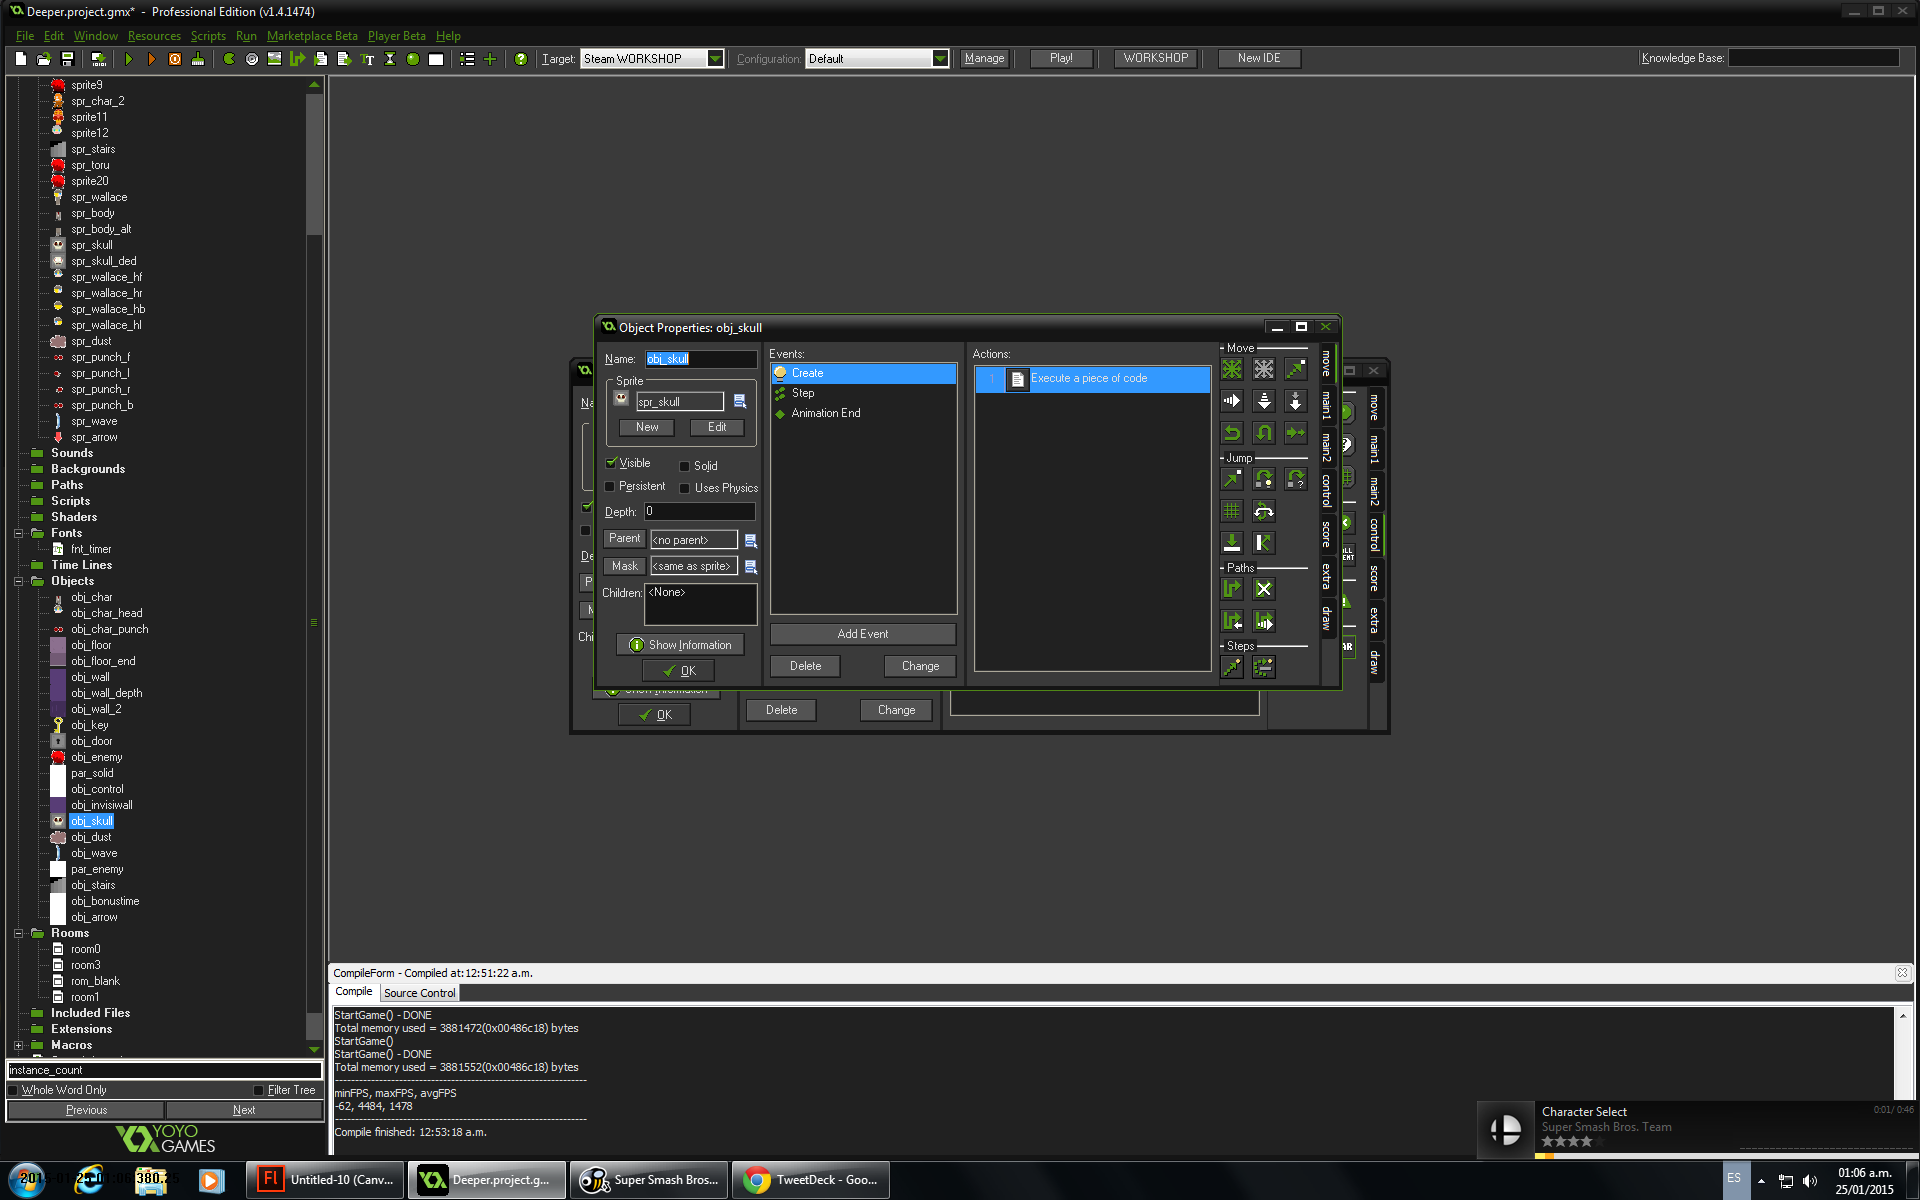 Deeper.project.gmx* - Professional Edition (v1.4.1474)
File Edit Window Resources Scripts Run Marketplace Beta Player Beta Help
Target: Steam WORKSHOP Configuration: Default Manage Play! WORKSHOP New IDE Knowledge Base:
sprite9
spr_char_2
sprite11
sprite12
spr_stairs
spr_toru
sprite20
spr_wallace
spr_body
spr_body_alt
spr_skull
spr_skull_ded
spr_wallace_hf
spr_wallace_hr
spr_wallace_hb
spr_wallace_hl
spr_dust
spr_punch_f
spr_punch_l
spr_punch_r
spr_punch_b
spr_wave
spr_arrow
Sounds
Backgrounds
Paths
Scripts
Shaders
Fonts
fnt_timer
Time Lines
Objects
obj_char
obj_char_head
obj_char_punch
obj_floor
obj_floor_end
obj_wall
obj_wall_depth
obj_wall_2
obj_key
obj_door
obj_enemy
par_solid
obj_control
obj_invisiwall
obj_skull
obj_dust
obj_wave
par_enemy
obj_stairs
obj_bonustime
obj_arrow
Rooms
room0
room3
rom_blank
room1
Included Files
Extensions
Macros
instance_count
Whole Word Only Filter Tree
Previous Next
YOYO
GAMES
Object Properties: obj_skull
Name: obj_skull
Sprite
spr_skull
New Edit
Visible Solid
Persistent Uses Physics
Depth: 0
Parent <no parent>
Mask <same as sprite>
Children: <None>
Show Information
OK
Events:
Create
Step
Animation End
Add Event
Delete Change
Actions:
1 Execute a piece of code
Move
Jump
Paths
Steps
move
main1
main2
control
score
extra
draw
OK
Delete Change
move
main1
main2
control
score
extra
draw
CompileForm - Compiled at:12:51:22 a.m.
Compile Source Control
StartGame() - DONE
Total memory used = 3881472(0x00486c18) bytes
StartGame()
StartGame() - DONE
Total memory used = 3881552(0x00486c18) bytes
minFPS, maxFPS, avgFPS
-62, 4484, 1478
Compile finished: 12:53:18 a.m.
Character Select 0:01/ 0:46
Super Smash Bros. Team
Untitled-10 (Canv...
Deeper.project.g...
Super Smash Bros...
TweetDeck - Goo...
ES
01:06 a.m.
25/01/2015